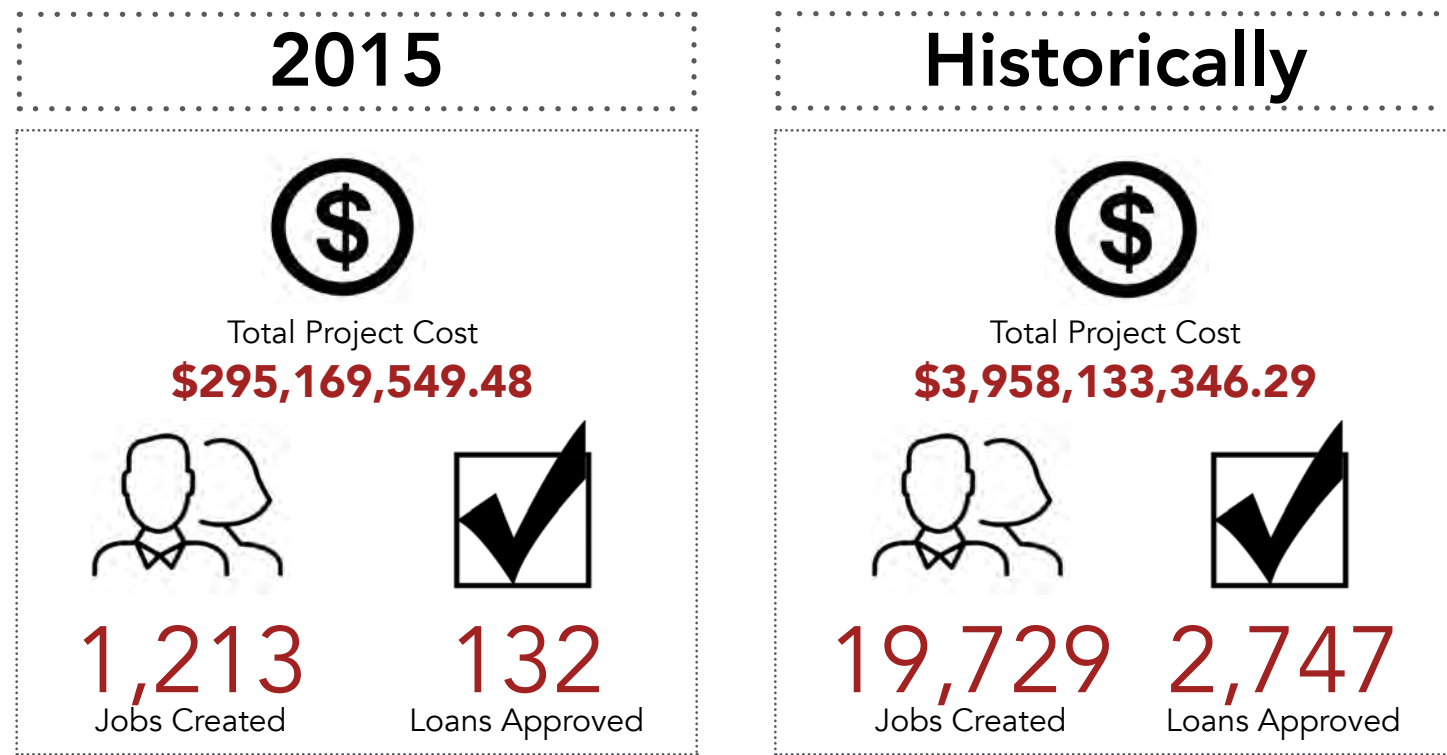 2015
Total Project Cost
$295,169,549.48
1,213
Jobs Created
132
Loans Approved
Historically
Total Project Cost
$3,958,133,346.29
19,729
Jobs Created
2,747
Loans Approved